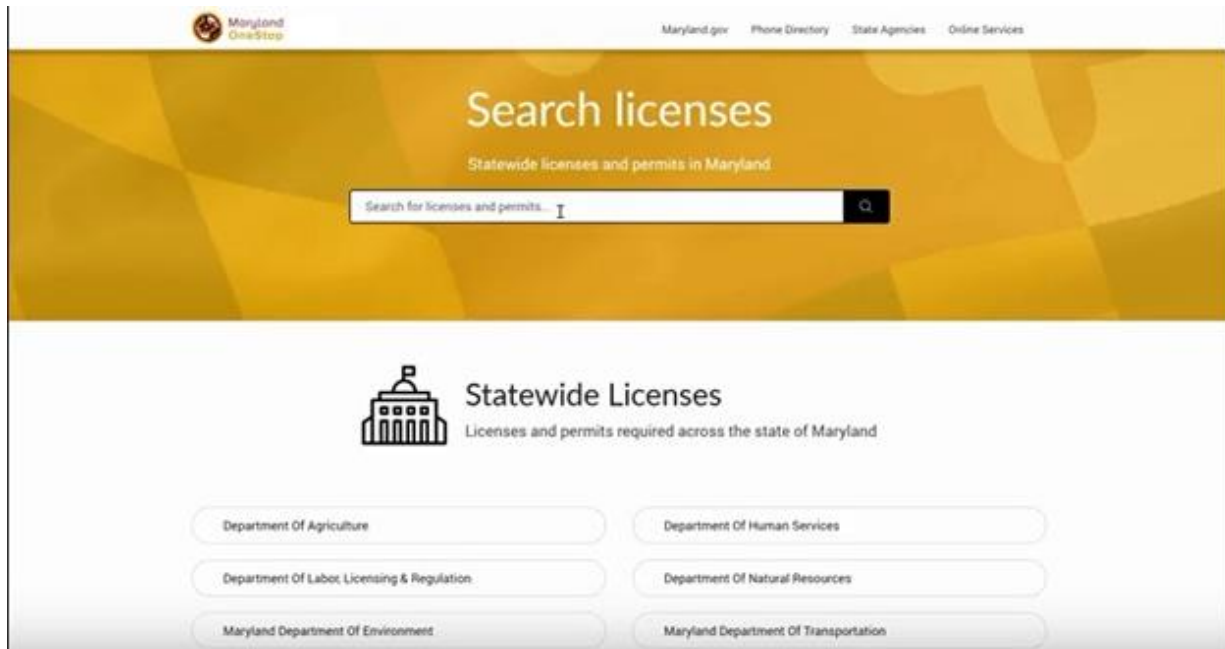 Maryland
OneStop
Maryland.gov Phone Directory State Agencies Online Services
Search licenses
Statewide licenses and permits in Maryland
Search for licenses and permits...
Statewide Licenses
Licenses and permits required across the state of Maryland
Department Of Agriculture
Department Of Human Services
Department Of Labor, Licensing & Regulation
Department Of Natural Resources
Maryland Department Of Environment
Maryland Department Of Transportation